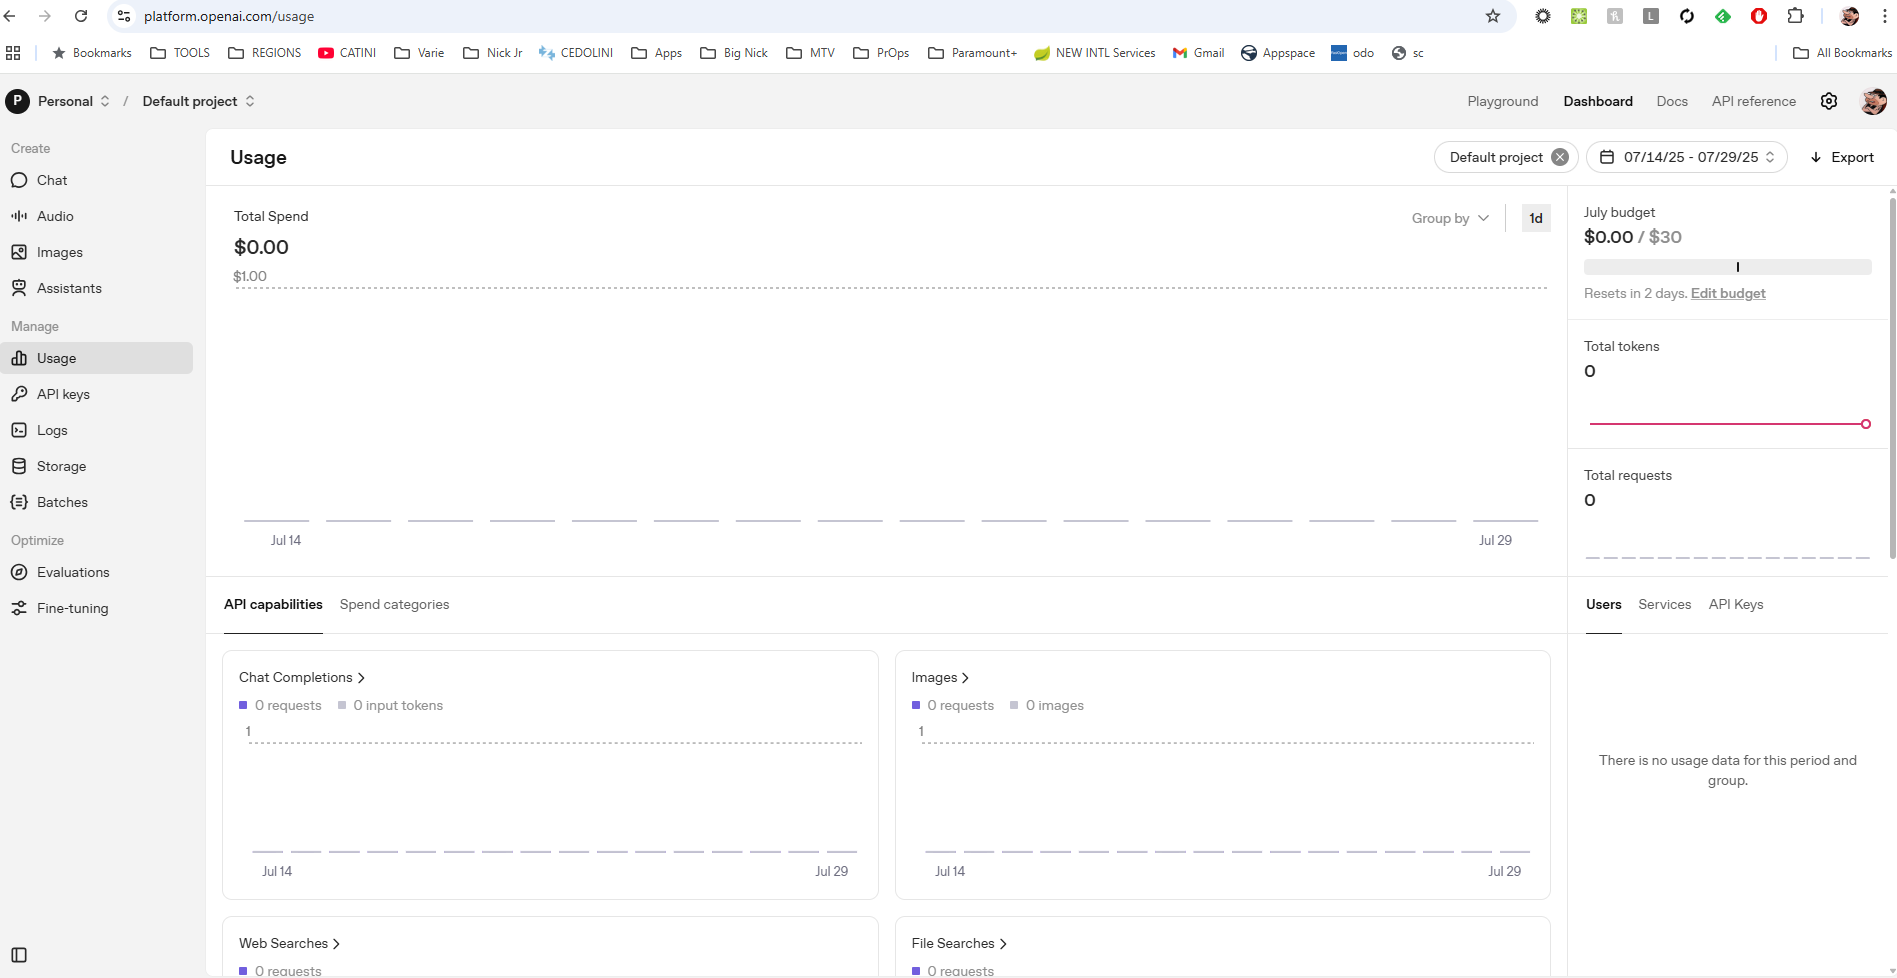 platform.openai.com/usage
Bookmarks TOOLS REGIONS CATINI Varie Nick Jr CEDOLINI Apps Big Nick MTV PrOps Paramount+ NEW INTL Services Gmail Appspace odo sc All Bookmarks
P Personal / Default project Playground Dashboard Docs API reference
Create
Chat
Audio
Images
Assistants
Manage
Usage
API keys
Logs
Storage
Batches
Optimize
Evaluations
Fine-tuning
Usage Default project 07/14/25 - 07/29/25 Export
Total Spend Group by 1d
$0.00
$1.00
Jul 14 Jul 29
July budget
$0.00 / $30
Resets in 2 days. Edit budget
Total tokens
0
Total requests
0
API capabilities Spend categories
Users Services API Keys
Chat Completions
0 requests 0 input tokens
1
Jul 14 Jul 29
Images
0 requests 0 images
1
Jul 14 Jul 29
There is no usage data for this period and
group.
Web Searches
0 requests
File Searches
0 requests